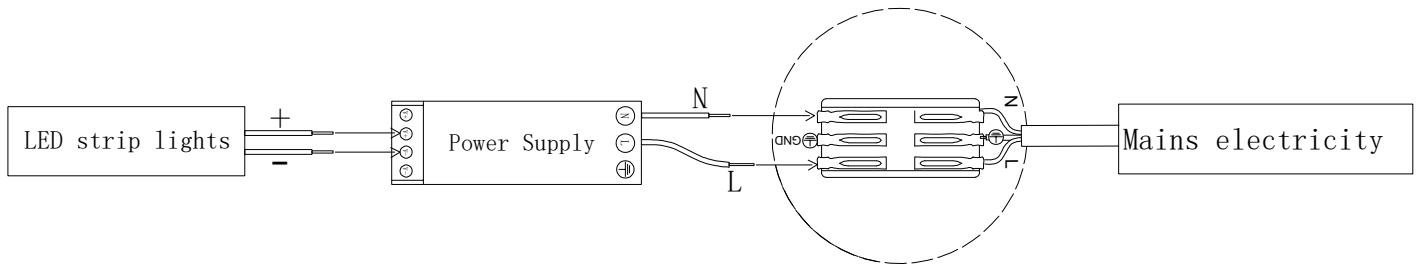 LED strip lights
+
-
Power Supply
N
L
N
L
GND
N
L
Mains electricity